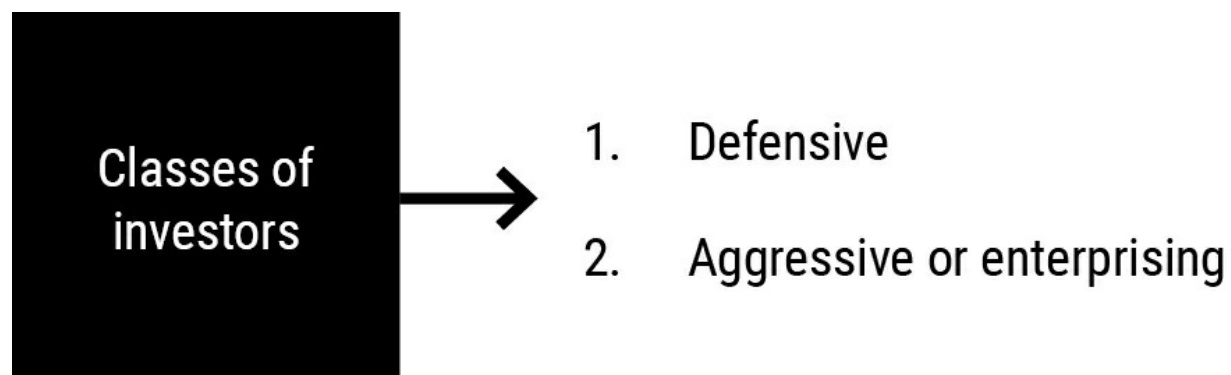 Classes of
investors
1. Defensive
2. Aggressive or enterprising